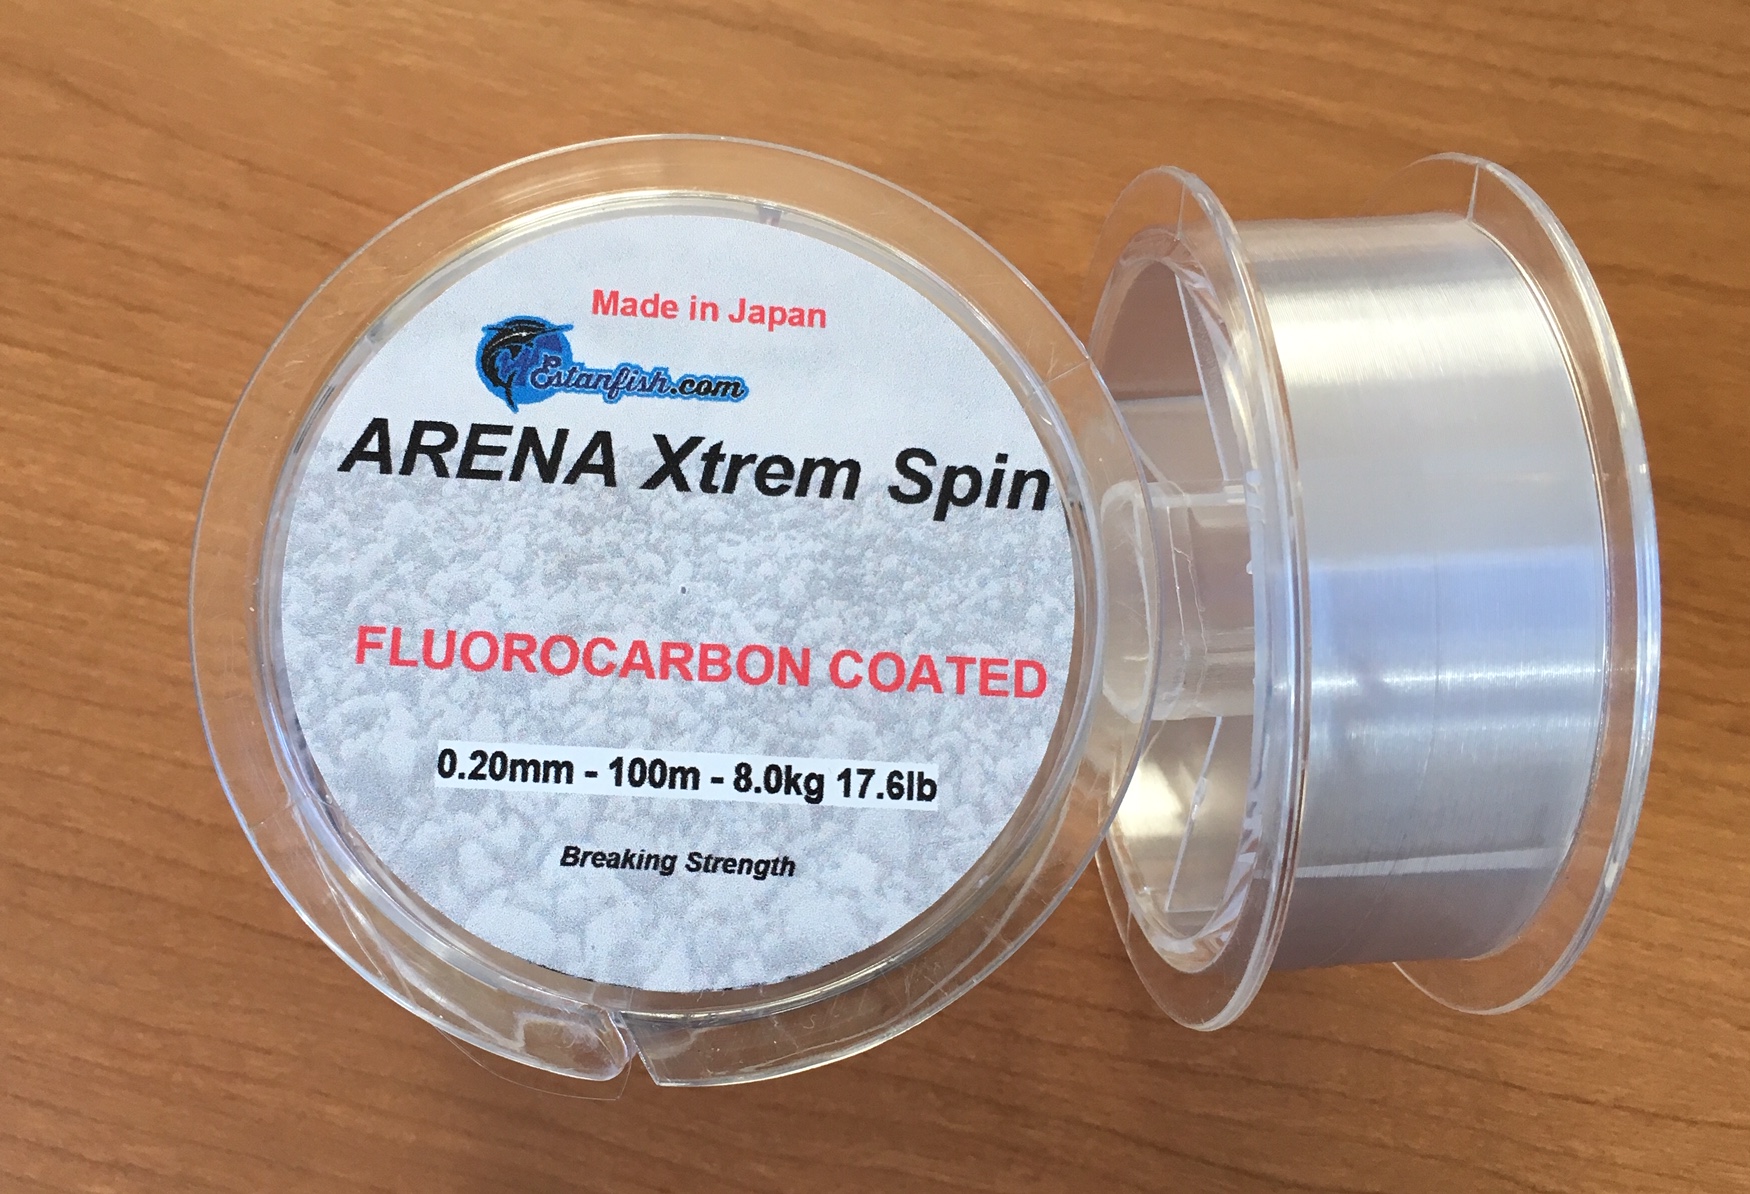 Made in Japan
Estanfish.com
ARENA Xtrem Spin
FLUOROCARBON COATED
0.20mm - 100m - 8.0kg 17.6lb
Breaking Strength